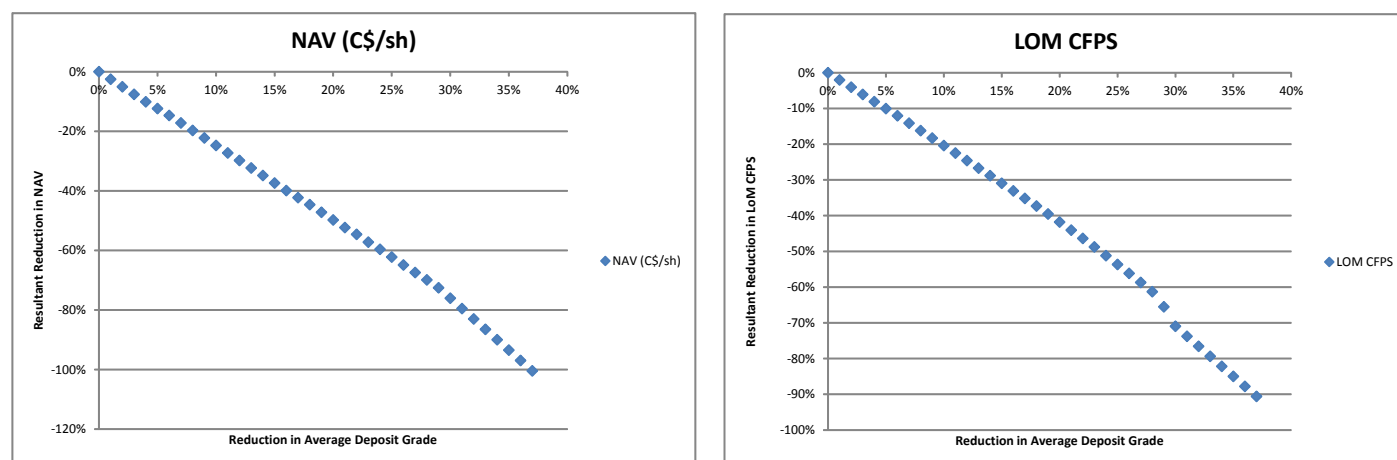 NAV (C$/sh)
0%
0% 5% 10% 15% 20% 25% 30% 35% 40%
-20%
-40%
-60%
-80%
-100%
-120%
Resultant Reduction in NAV
Reduction in Average Deposit Grade
NAV (C$/sh)
LOM CFPS
0%
0% 5% 10% 15% 20% 25% 30% 35% 40%
-10%
-20%
-30%
-40%
-50%
-60%
-70%
-80%
-90%
-100%
Resultant Reduction in LoM CFPS
Reduction in Average Deposit Grade
LOM CFPS